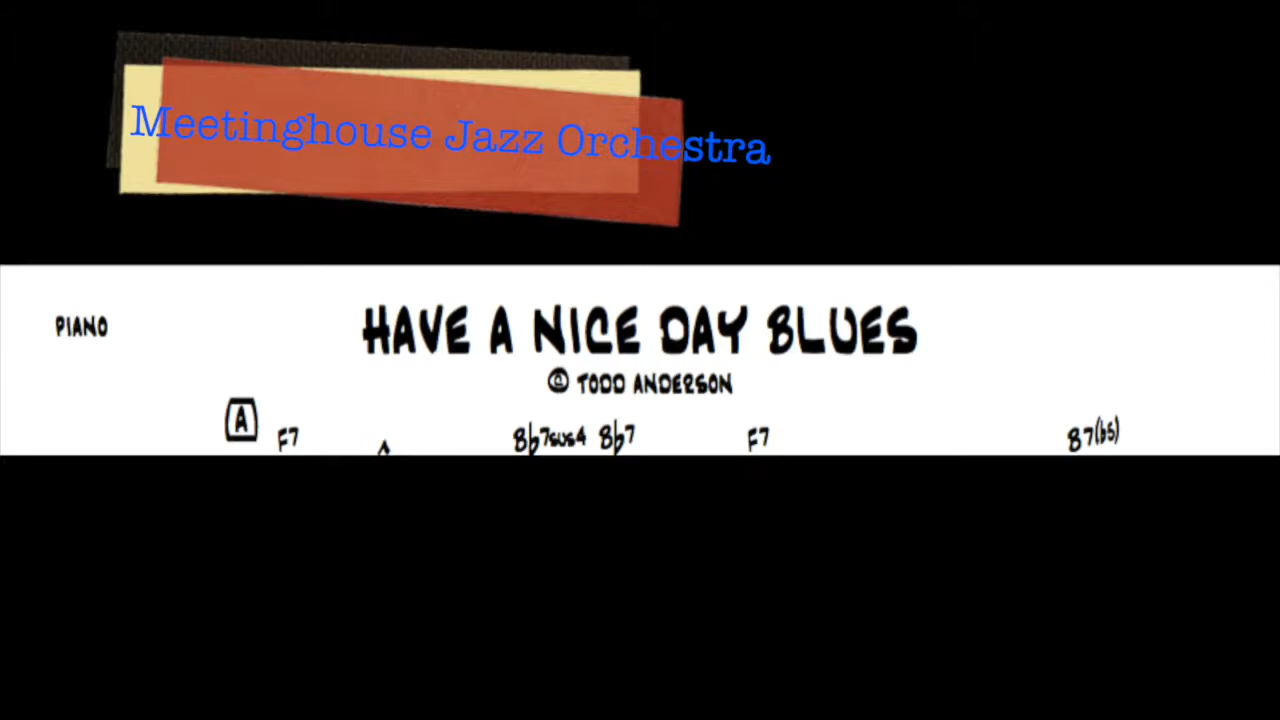 Meetinghouse Jazz Orchestra
PIANO
HAVE A NICE DAY BLUES
© TODD ANDERSON
A F7 B♭7sus4 B♭7 F7 B7(♭5)